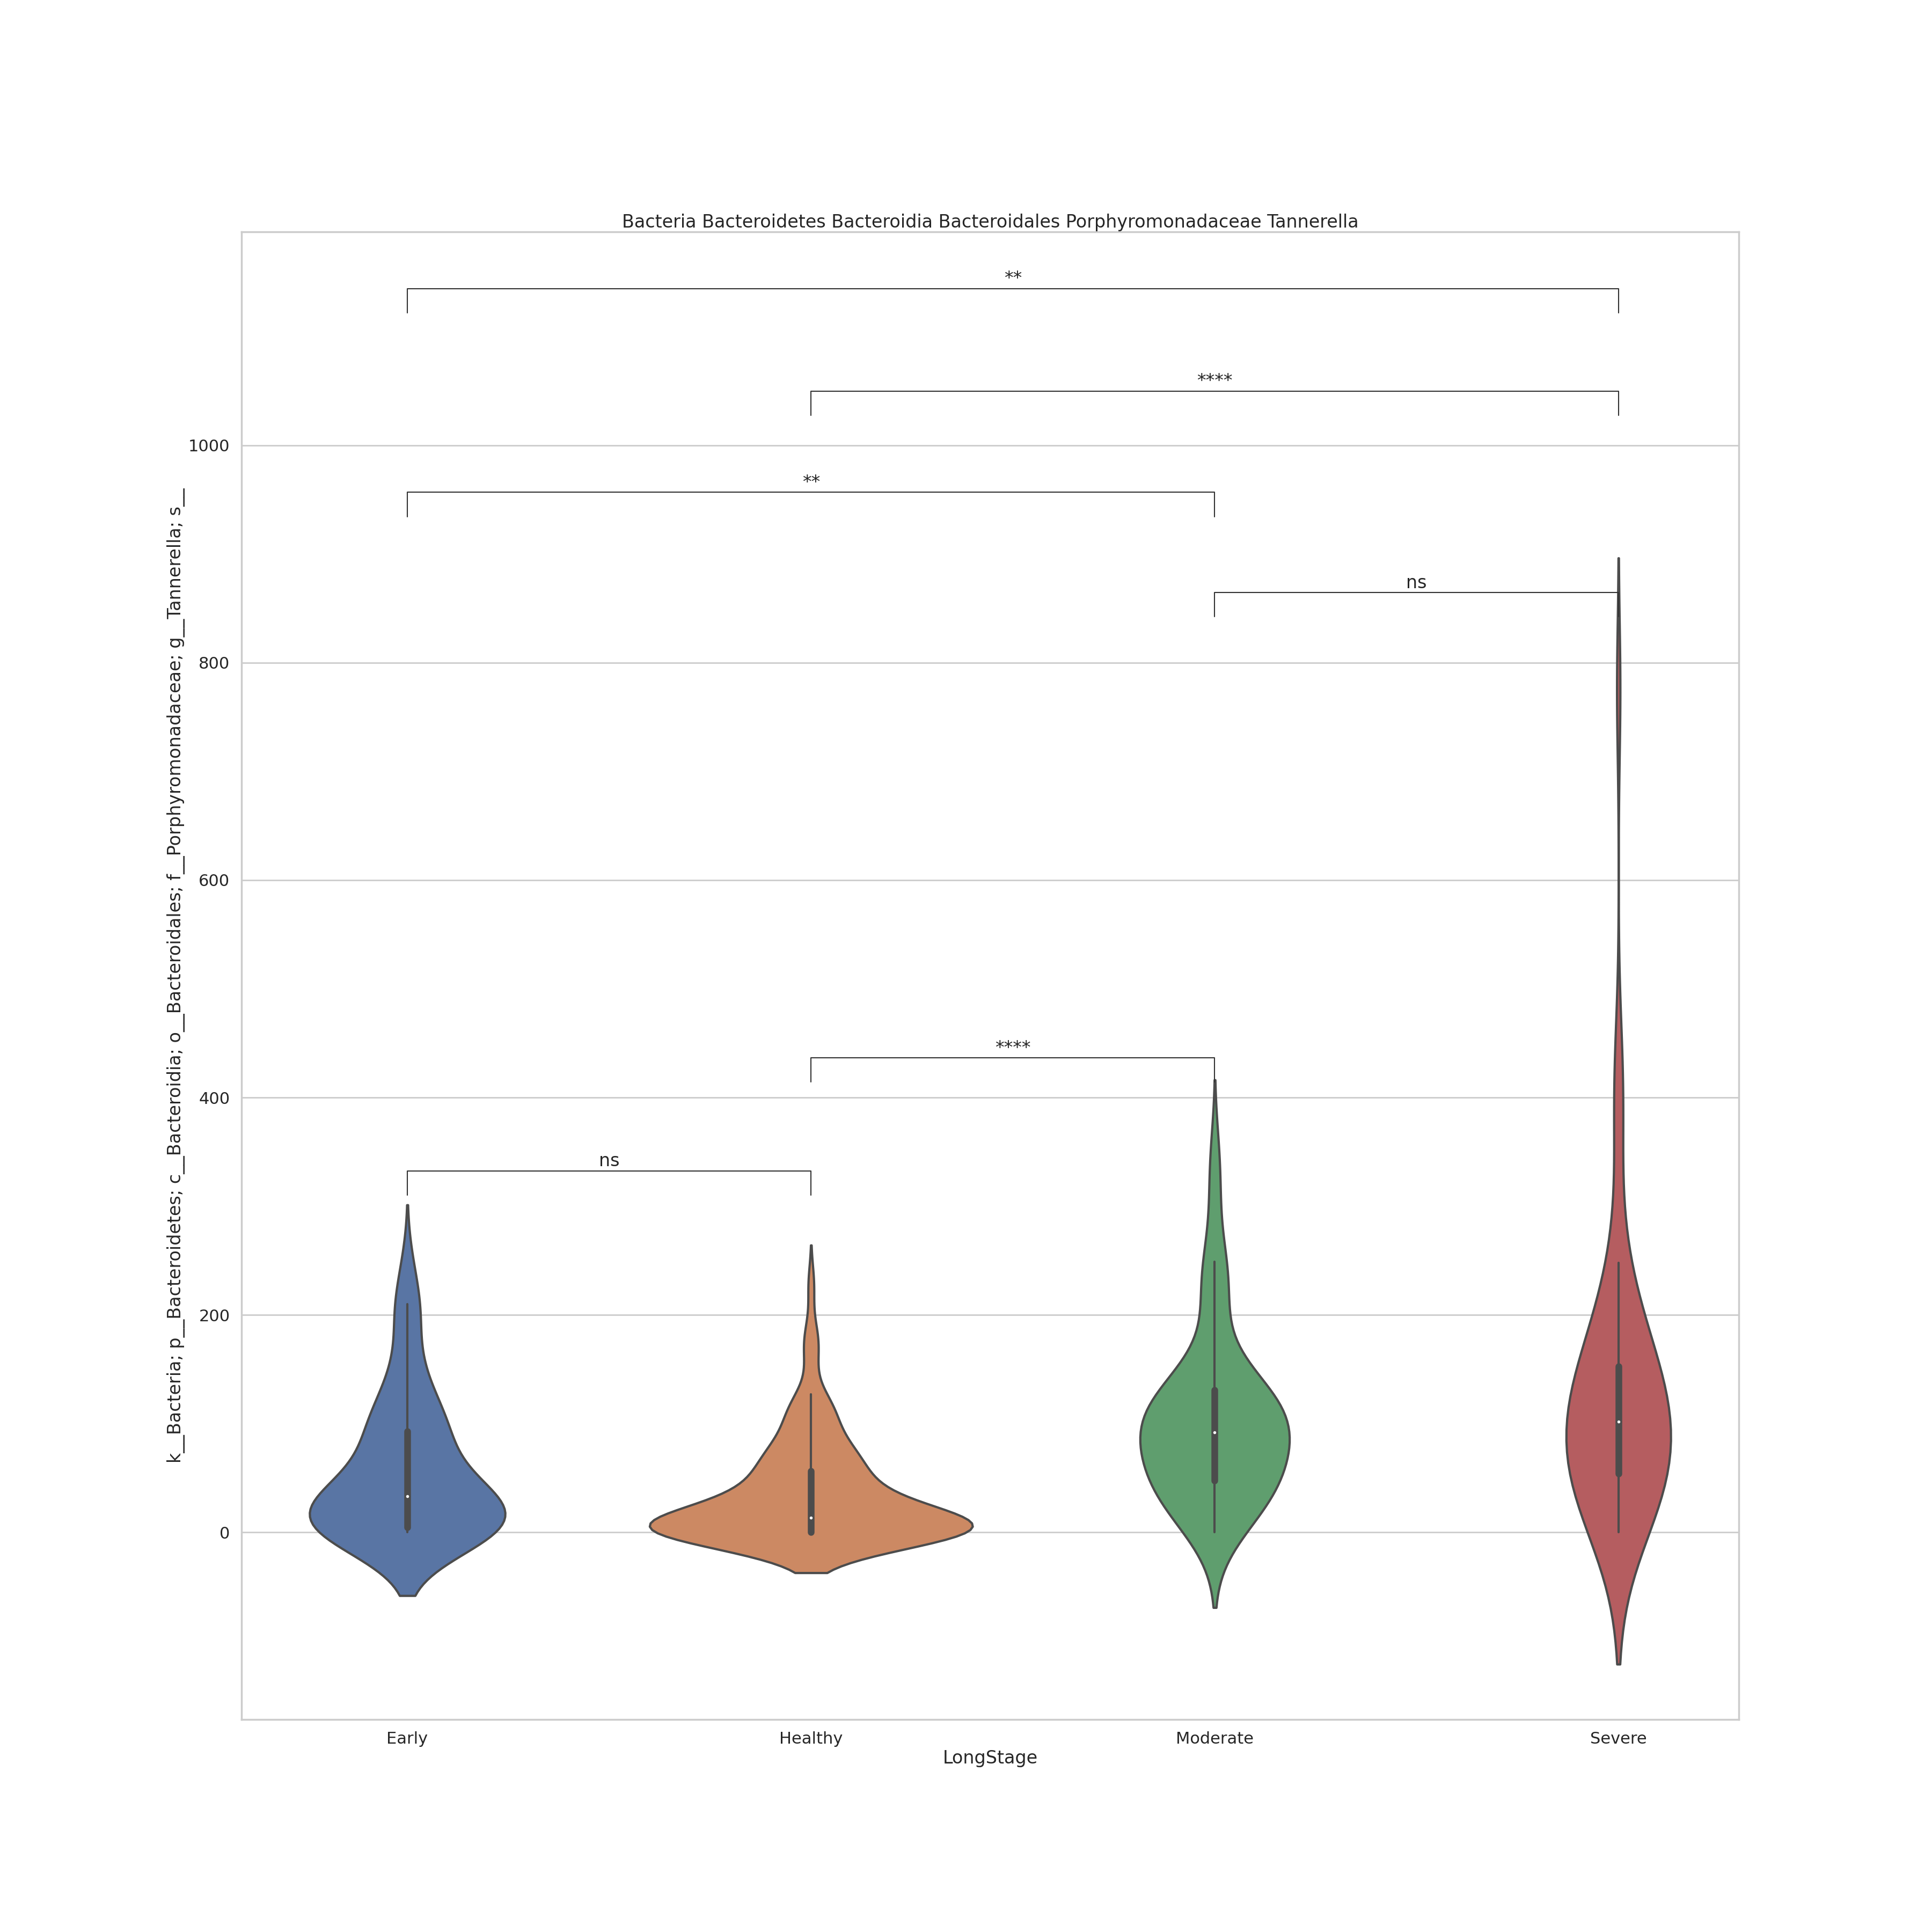 Bacteria Bacteroidetes Bacteroidia Bacteroidales Porphyromonadaceae Tannerella
**
****
1000
**
ns
800
600
****
400
ns
200
0
k__Bacteria; p__Bacteroidetes; c__Bacteroidia; o__Bacteroidales; f__Porphyromonadaceae; g__Tannerella; s__
Early Healthy Moderate Severe
LongStage